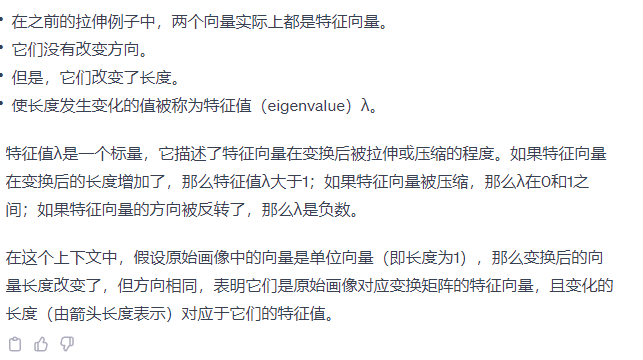 • 在之前的拉伸例子中，两个向量实际上都是特征向量。
• 它们没有改变方向。
• 但是，它们改变了长度。
• 使长度发生变化的值被称为特征值（eigenvalue）λ。
特征值λ是一个标量，它描述了特征向量在变换后被拉伸或压缩的程度。如果特征向量
在变换后的长度增加了，那么特征值λ大于1；如果特征向量被压缩，那么λ在0和1之
间；如果特征向量的方向被反转了，那么λ是负数。
在这个上下文中，假设原始画像中的向量是单位向量（即长度为1），那么变换后的向
量长度改变了，但方向相同，表明它们是原始画像对应变换矩阵的特征向量，且变化的
长度（由箭头长度表示）对应于它们的特征值。